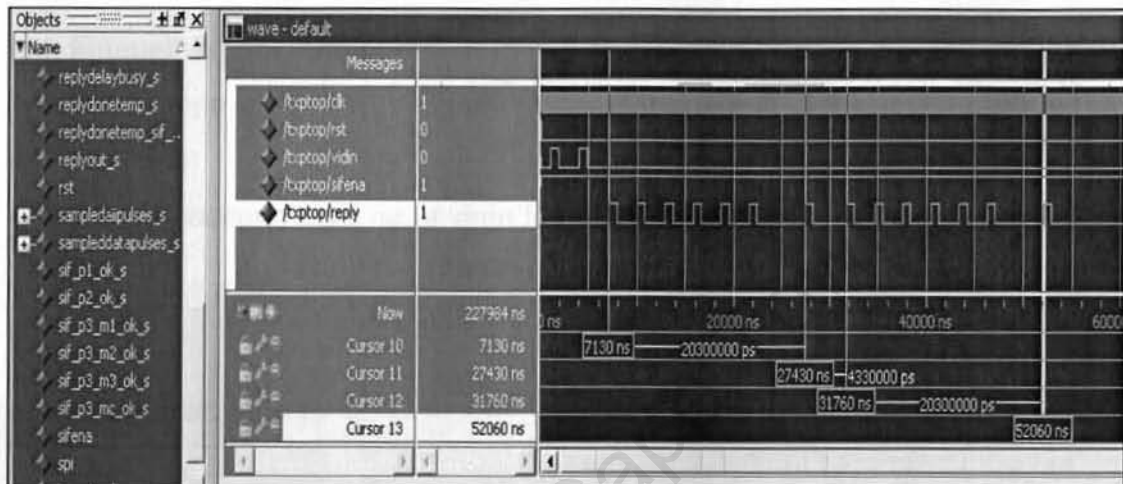 Objects
Name
replydelaybusy_s
replydonetemp_s
replydonetemp_sif_...
replyout_s
rst
sampledaiipulses_s
sampleddatapulses_s
sif_p1_ok_s
sif_p2_ok_s
sif_p3_m1_ok_s
sif_p3_m2_ok_s
sif_p3_m3_ok_s
sif_p3_mc_ok_s
sifena
spi
wave - default
Messages
/txptop/clk 1
/txptop/rst 0
/txptop/vidin 0
/txptop/sifena 1
/txptop/reply 1
Now 227984 ns
Cursor 10 7130 ns
Cursor 11 27430 ns
Cursor 12 31760 ns
Cursor 13 52060 ns
ns 20000 ns 40000 ns 6000
7130 ns 20300000 ps
27430 ns 4330000 ps
31760 ns 20300000 ps
52060 ns